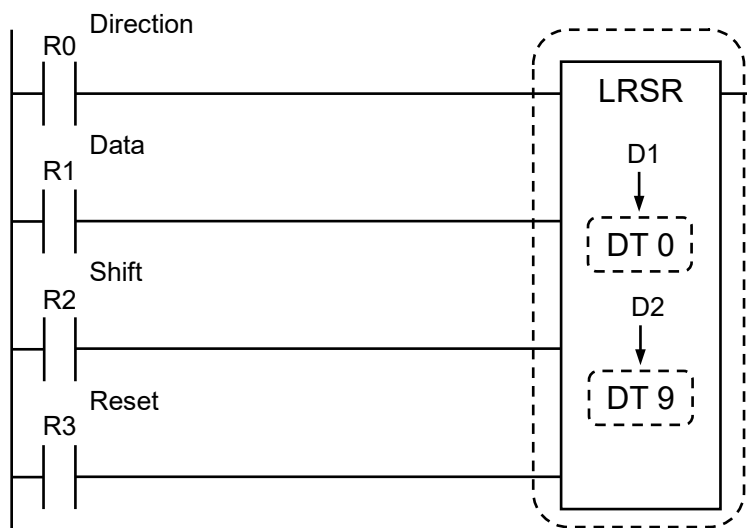 Direction
R0
LRSR
Data
R1
D1
DT 0
Shift
R2
D2
DT 9
Reset
R3